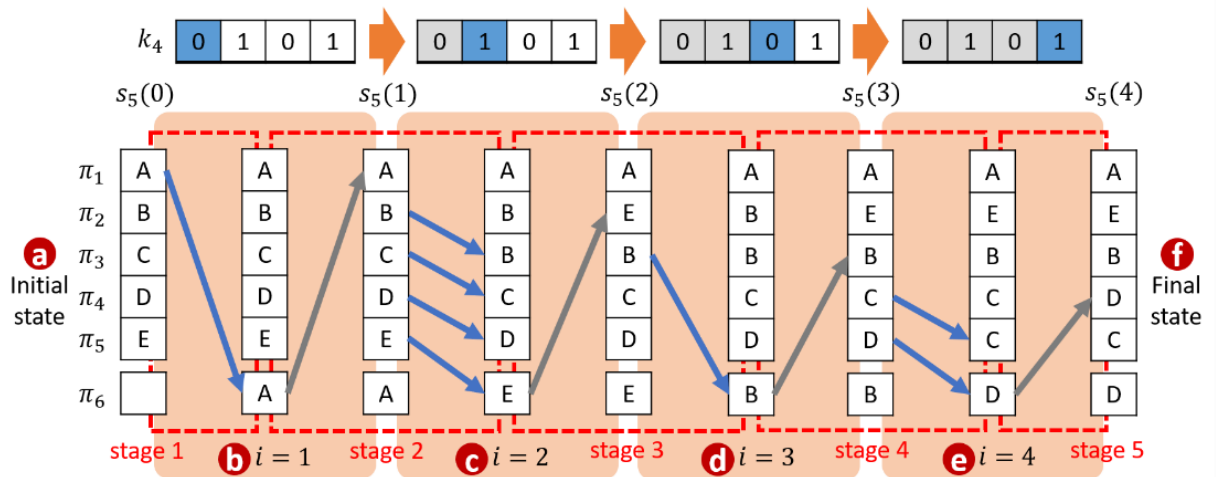 k₄ 0 1 0 1 0 1 0 1 0 1 0 1 0 1 0 1
s₅(0) s₅(1) s₅(2) s₅(3) s₅(4)
π₁ A A A A A A A A A
π₂ B B B B E B E E E
π₃ C C C B B B B B B
π₄ D D D C C C C C D
π₅ E E E D D D D C C
π₆ A A E E B B D D
a
Initial
state
f
Final
state
stage 1 b i = 1 stage 2 c i = 2 stage 3 d i = 3 stage 4 e i = 4 stage 5